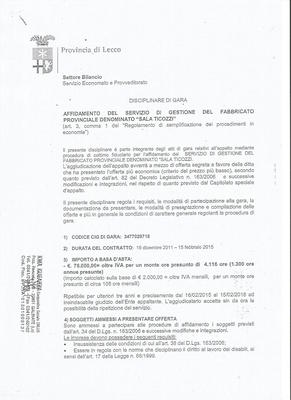 Provincia di Lecco
Settore Bilancio
Servizio Economato e Provveditorato
DISCIPLINARE DI GARA
AFFIDAMENTO DEL SERVIZIO DI GESTIONE DEL FABBRICATO
PROVINCIALE DENOMINATO "SALA TICOZZI"
(art. 3, comma 1 del "Regolamento di semplificazione dei procedimenti in
economia")
Il presente disciplinare è parte integrante degli atti di gara relativi all'appalto mediante
procedura di cottimo fiduciario per l'affidamento del SERVIZIO DI GESTIONE DEL
FABBRICATO PROVINCIALE DENOMINATO "SALA TICOZZI.
L'aggiudicazione dell'appalto avverrà a mezzo di offerta segreta a favore della ditta
che ha presentato l'offerta più economica (criterio del prezzo più basso), secondo
quanto previsto dall'art. 82 del Decreto Legislativo n. 163/2006 e successive
modificazioni e integrazioni, nel rispetto di quanto previsto dal Capitolato speciale
d'appalto.
Il presente disciplinare regola i requisiti, le modalità di partecipazione alla gara, la
documentazione da presentare, le modalità di presentazione e compilazione delle
offerte e più in generale le condizioni di carattere generale regolanti le procedure di
gara.
1) CODICE CIG DI GARA: 3477020718
2) DURATA DEL CONTRATTO: 16 dicembre 2011 – 15 febbraio 2015
3) IMPORTO A BASE D'ASTA:
€. 76.000,00= oltre IVA per un monte ore presunto di 4.116 ore (1.300 ore
annue presunte)
(importo calcolato sulla base di € 2.000,00 = oltre IVA mensili, per un monte ore
presunto di circa 108 ore mensili)
Ripetibile per ulteriori tre anni e precisamente dal 16/02/2015 al 15/02/2018 ad
insindacabile giudizio dell'Ente appaltante. L'aggiudicatario accetta sin da ora la
possibilità della ripetizione del servizio.
4) SOGGETTI AMMESSI A PRESENTARE OFFERTA
Sono ammessi a partecipare alle procedure di affidamento i soggetti previsti
dall'art. 34 del D.Lgs. n. 163/2006 e successive modifiche e integrazioni.
Le Imprese devono possedere i seguenti requisiti:
• Insussistenza delle condizioni di cui all'art. 38 del D.Lgs. 163/2006;
• Essere in regola con le norme che disciplinano il diritto al lavoro dei disabili, ai
sensi dell'art. 17 della Legge n. 68/1999.